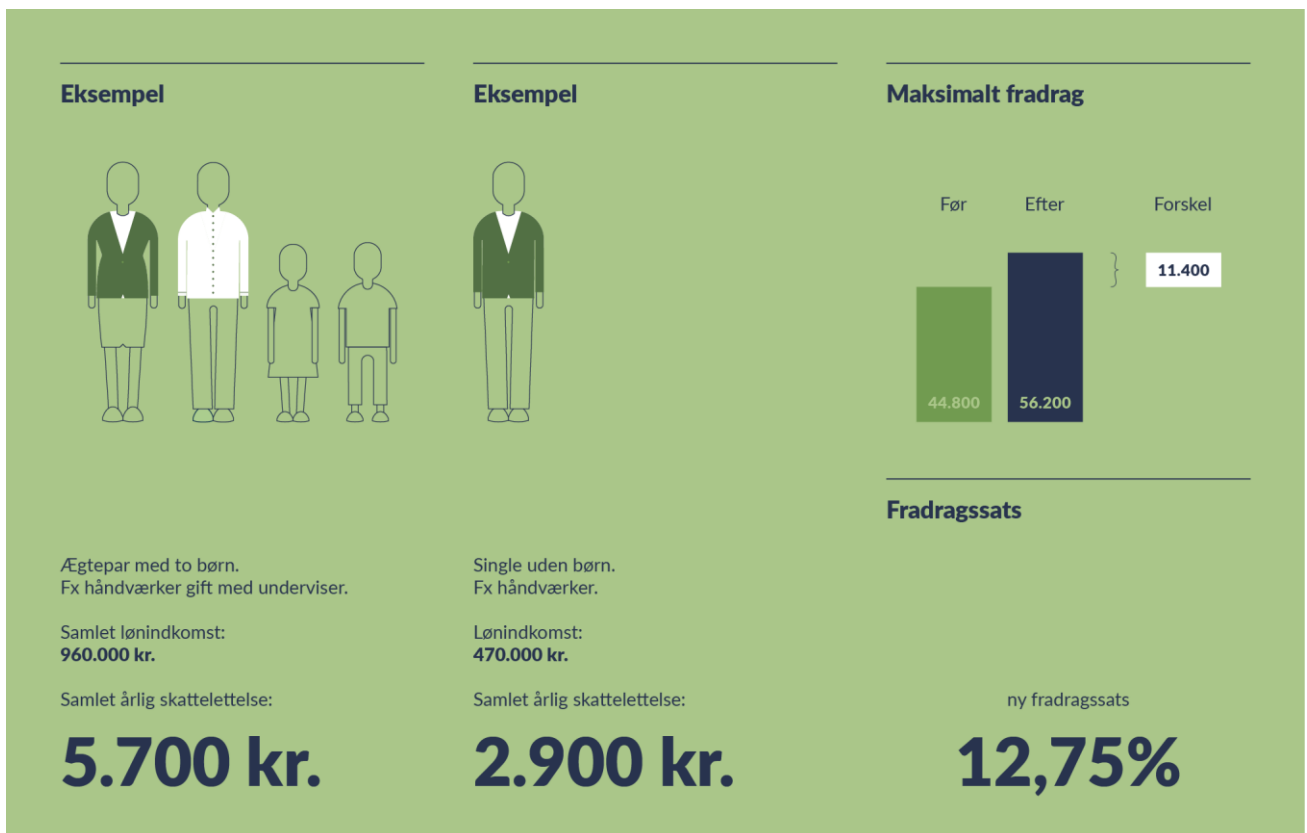 Eksempel
Ægtepar med to børn.
Fx håndværker gift med underviser.
Samlet lønindkomst:
960.000 kr.
Samlet årlig skattelettelse:
5.700 kr.
Eksempel
Single uden børn.
Fx håndværker.
Lønindkomst:
470.000 kr.
Samlet årlig skattelettelse:
2.900 kr.
Maksimalt fradrag
Før Efter Forskel
11.400
44.800 56.200
Fradragssats
ny fradragssats
12,75%